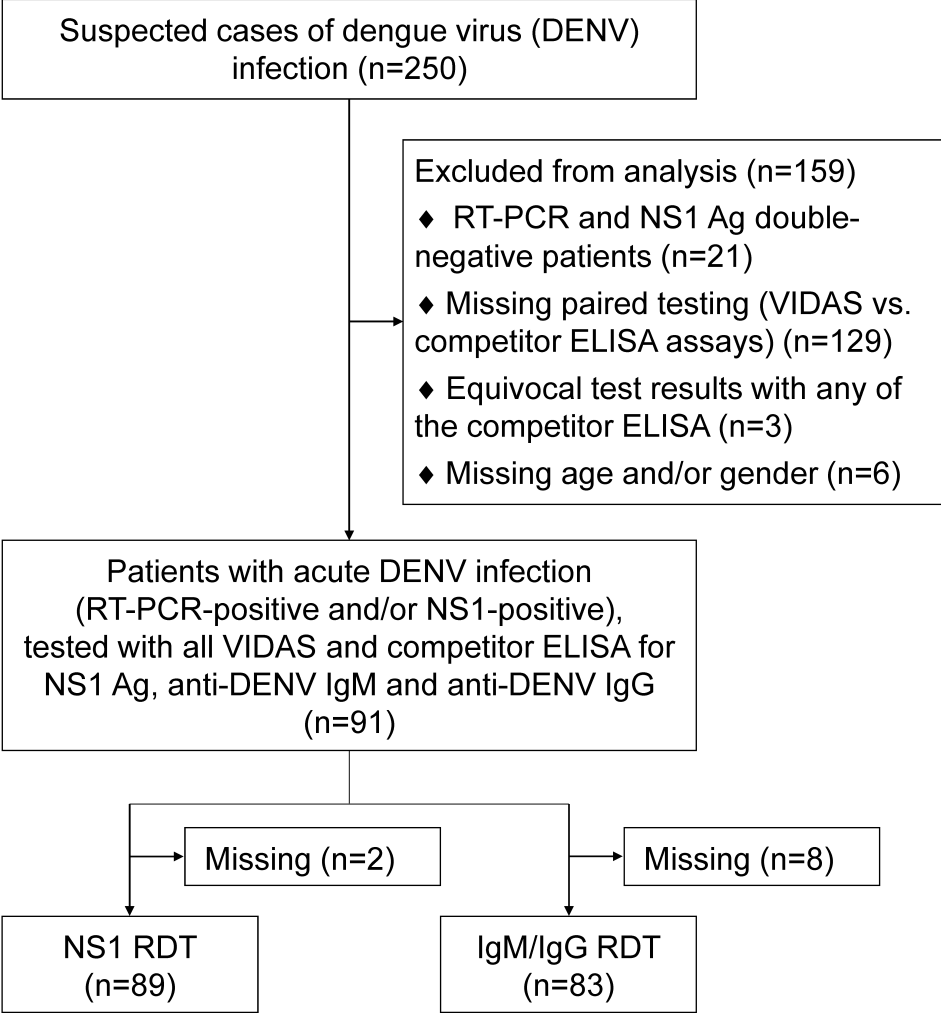 Suspected cases of dengue virus (DENV)
infection (n=250)
Excluded from analysis (n=159)
♦ RT-PCR and NS1 Ag double-
negative patients (n=21)
♦ Missing paired testing (VIDAS vs.
competitor ELISA assays) (n=129)
♦ Equivocal test results with any of
the competitor ELISA (n=3)
♦ Missing age and/or gender (n=6)
Patients with acute DENV infection
(RT-PCR-positive and/or NS1-positive),
tested with all VIDAS and competitor ELISA for
NS1 Ag, anti-DENV IgM and anti-DENV IgG
(n=91)
Missing (n=2)
Missing (n=8)
NS1 RDT
(n=89)
IgM/IgG RDT
(n=83)